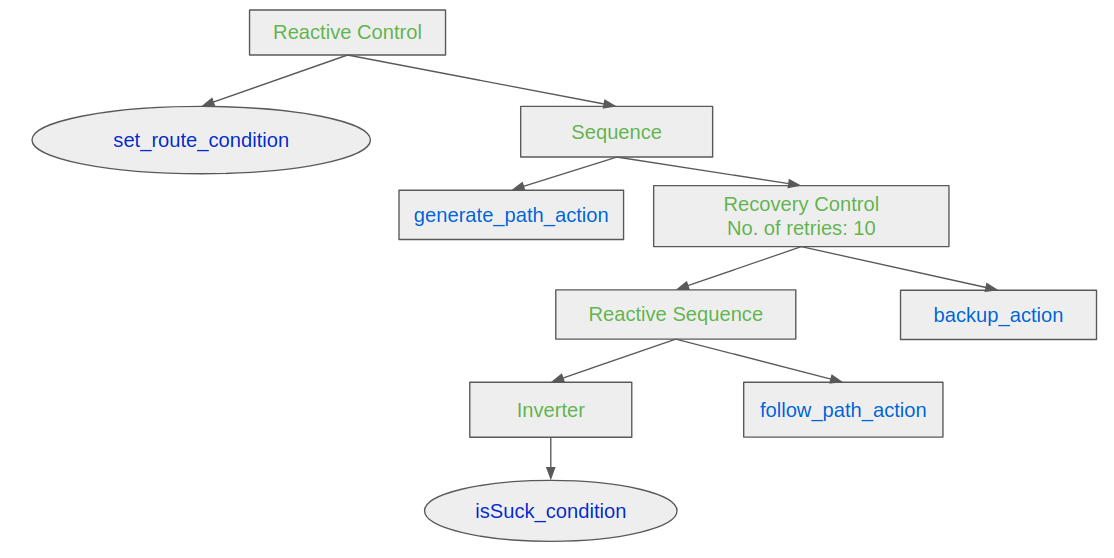 Reactive Control
set_route_condition
Sequence
generate_path_action
Recovery Control
No. of retries: 10
Reactive Sequence
backup_action
Inverter
follow_path_action
isSuck_condition